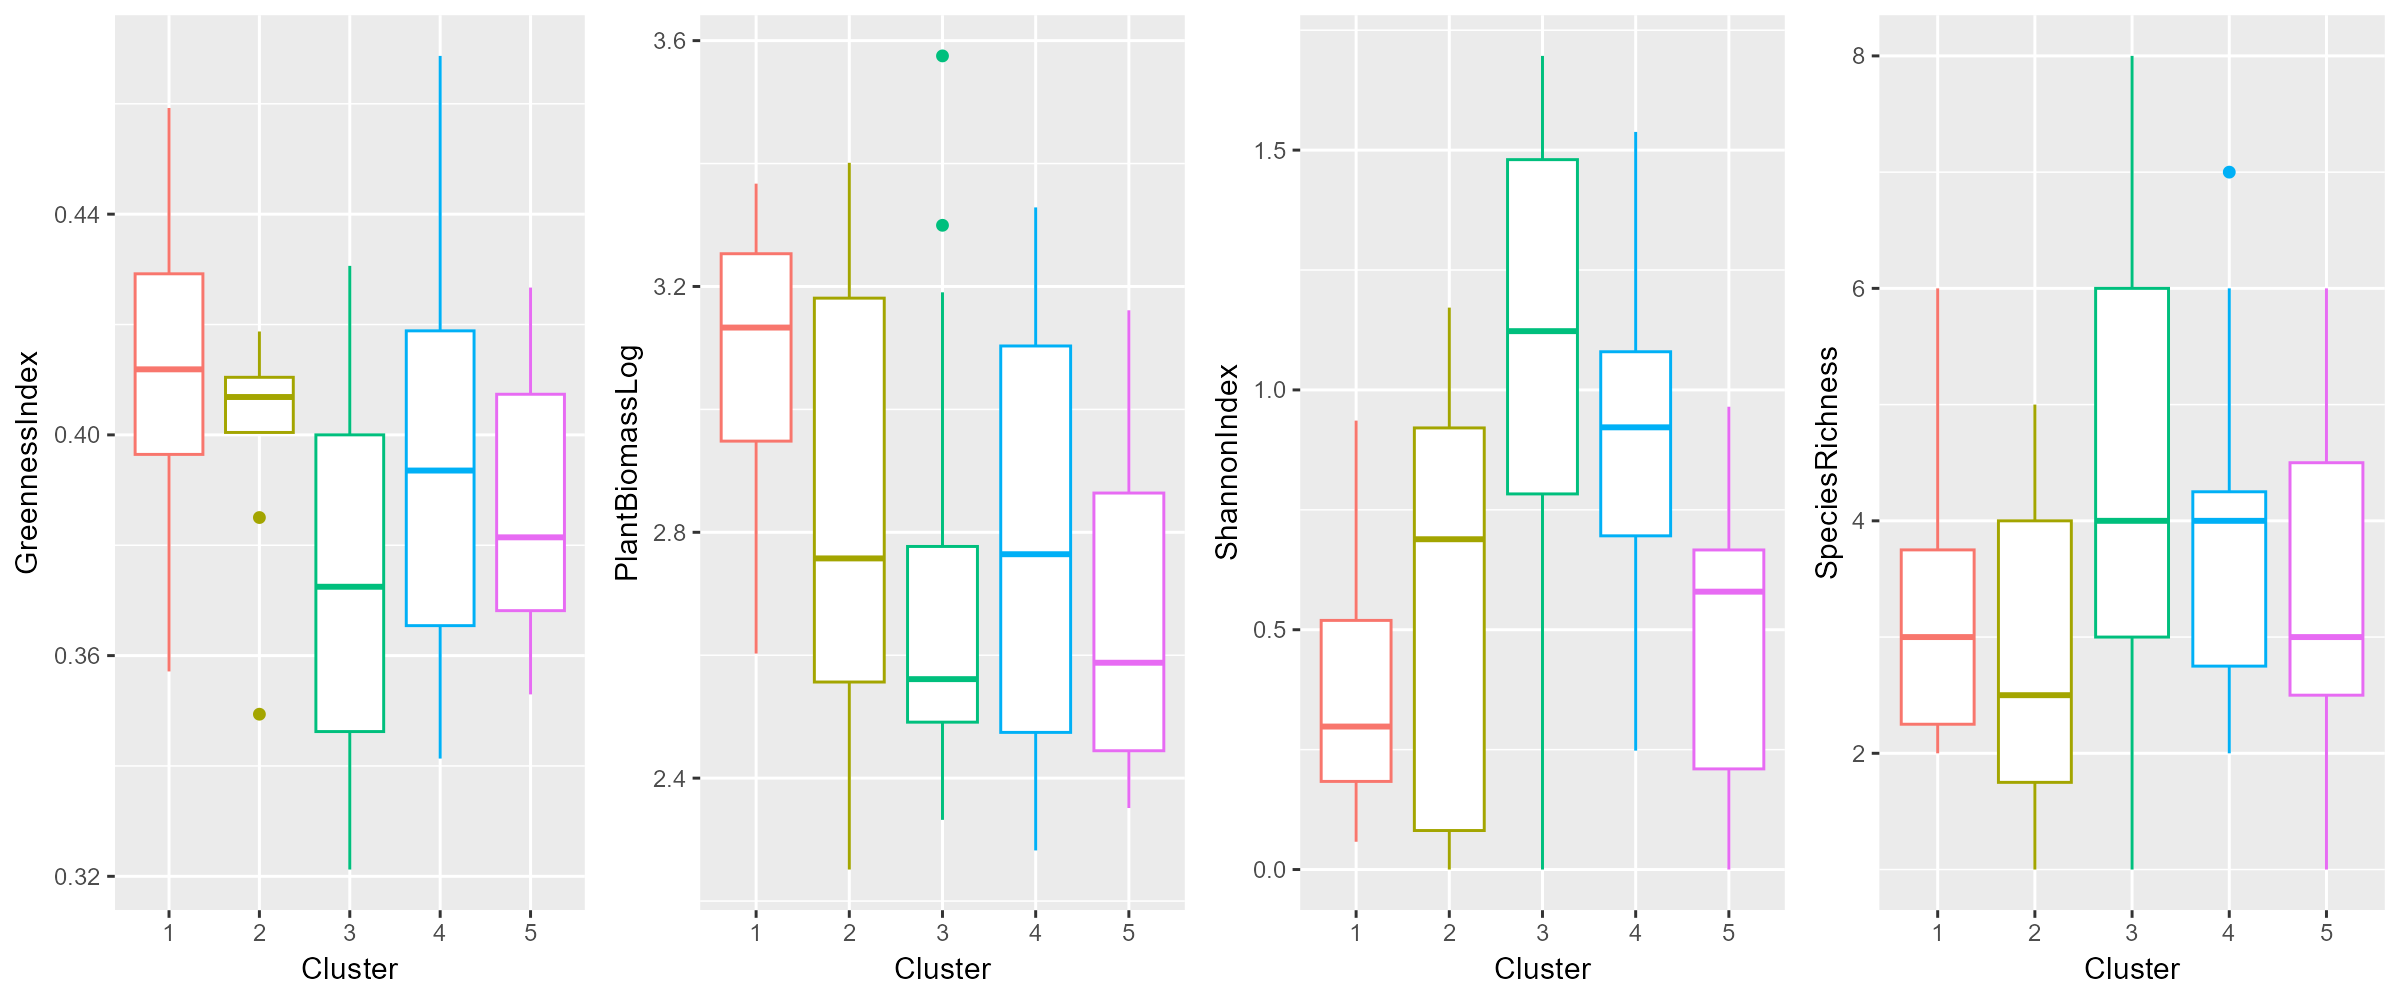 GreennessIndex
0.44
0.40
0.36
0.32
1 2 3 4 5
Cluster
PlantBiomassLog
3.6
3.2
2.8
2.4
1 2 3 4 5
Cluster
ShannonIndex
1.5
1.0
0.5
0.0
1 2 3 4 5
Cluster
SpeciesRichness
8
6
4
2
1 2 3 4 5
Cluster